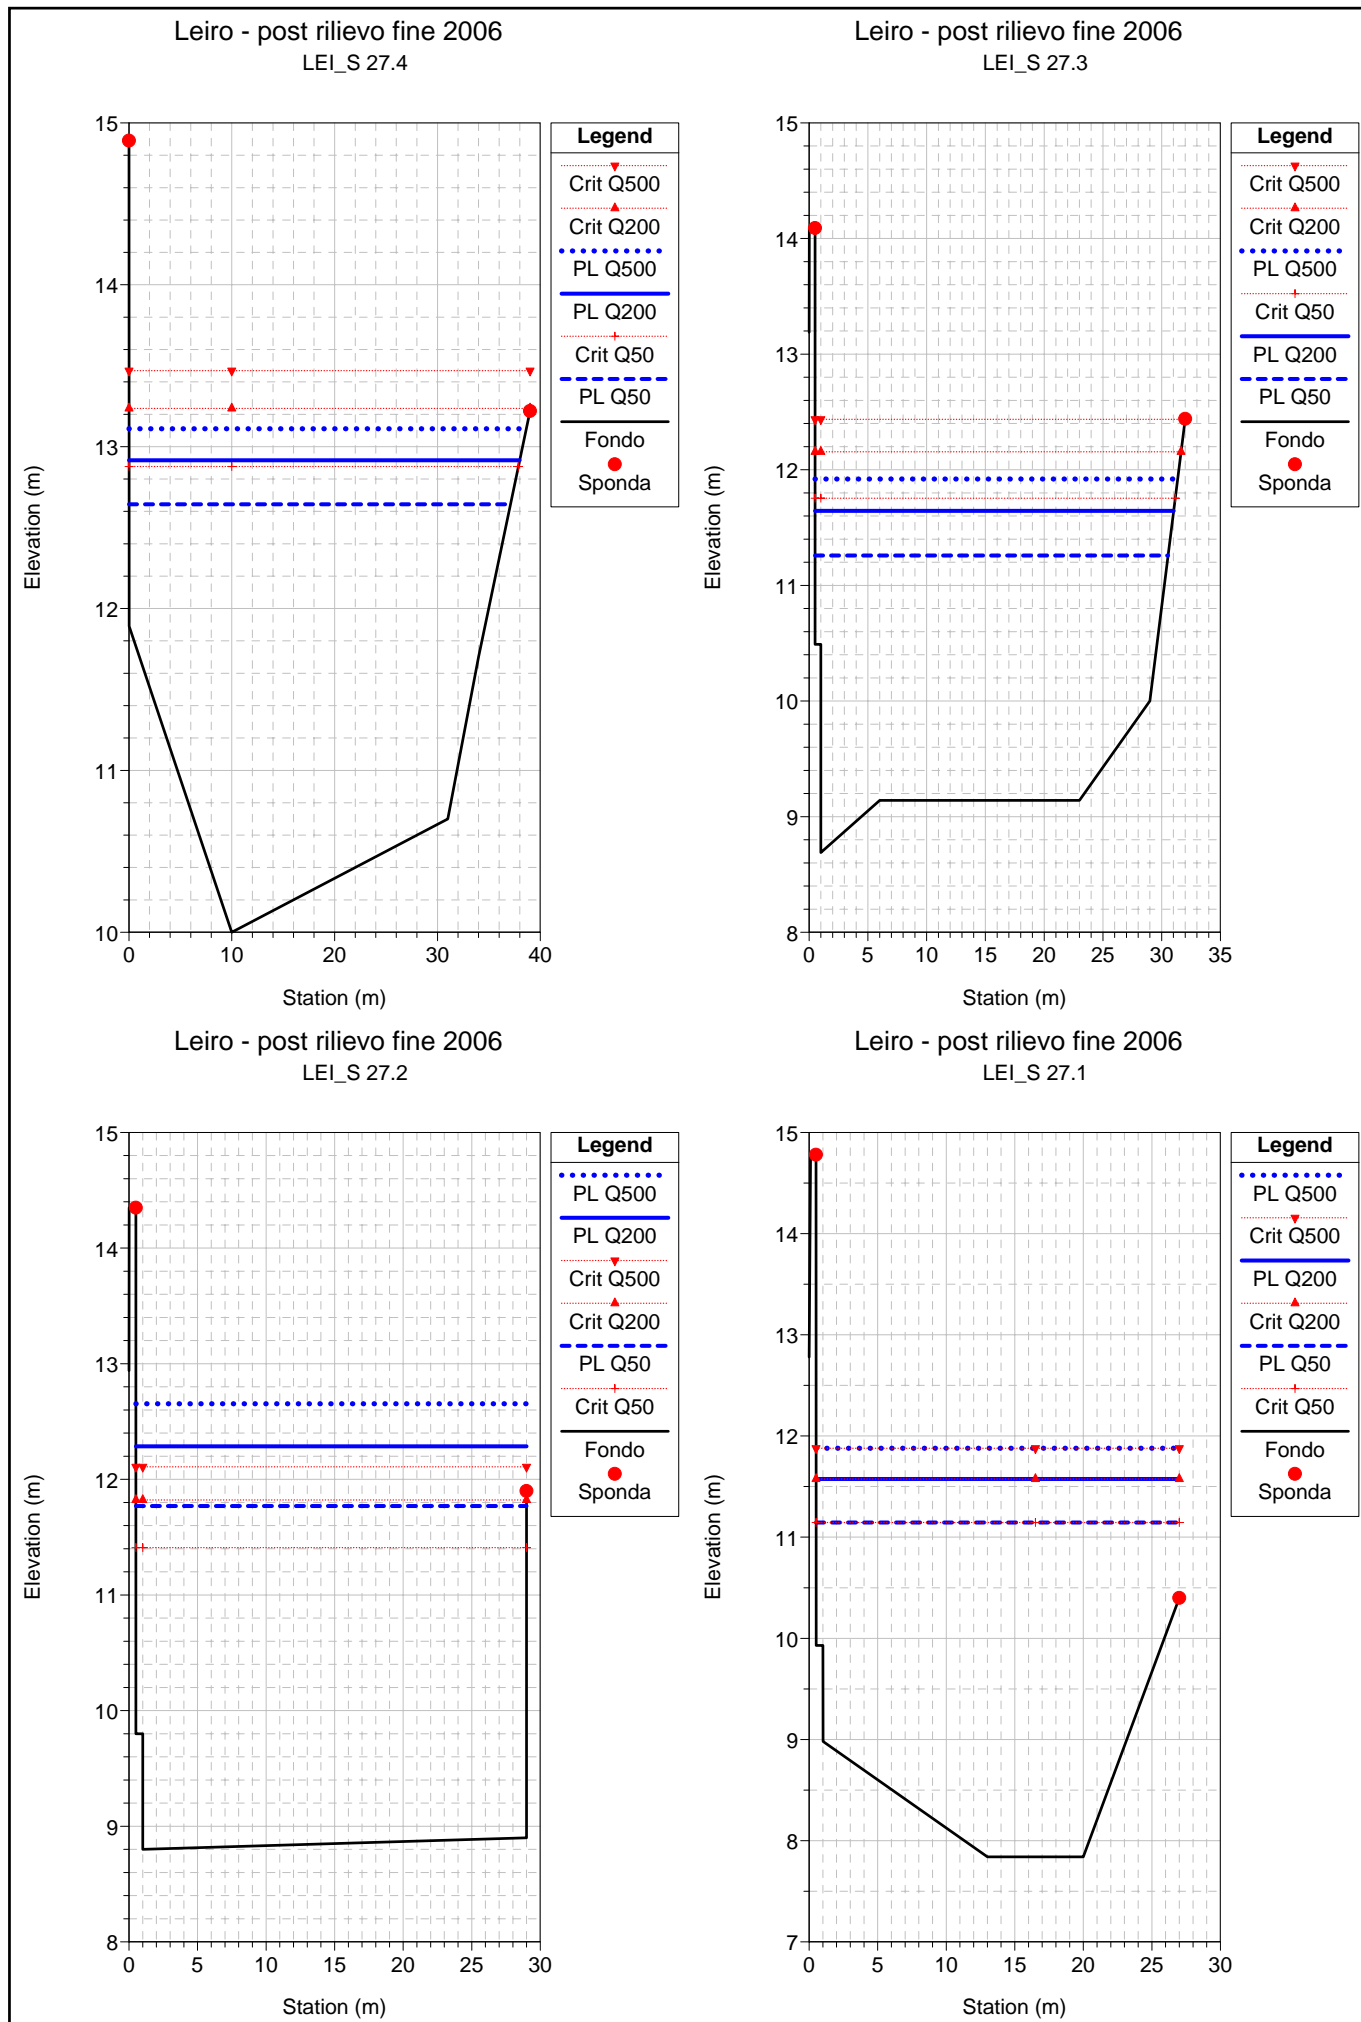 Leiro - post rilievo fine 2006
LEI_S 27.4
15
14
13
12
11
10
Elevation (m)
0 10 20 30 40
Station (m)
Legend
Crit Q500
Crit Q200
PL Q500
PL Q200
Crit Q50
PL Q50
Fondo
Sponda
Leiro - post rilievo fine 2006
LEI_S 27.3
15
14
13
12
11
10
9
8
Elevation (m)
0 5 10 15 20 25 30 35
Station (m)
Legend
Crit Q500
Crit Q200
PL Q500
Crit Q50
PL Q200
PL Q50
Fondo
Sponda
Leiro - post rilievo fine 2006
LEI_S 27.2
15
14
13
12
11
10
9
8
Elevation (m)
0 5 10 15 20 25 30
Station (m)
Legend
PL Q500
PL Q200
Crit Q500
Crit Q200
PL Q50
Crit Q50
Fondo
Sponda
Leiro - post rilievo fine 2006
LEI_S 27.1
15
14
13
12
11
10
9
8
7
Elevation (m)
0 5 10 15 20 25 30
Station (m)
Legend
PL Q500
Crit Q500
PL Q200
Crit Q200
PL Q50
Crit Q50
Fondo
Sponda